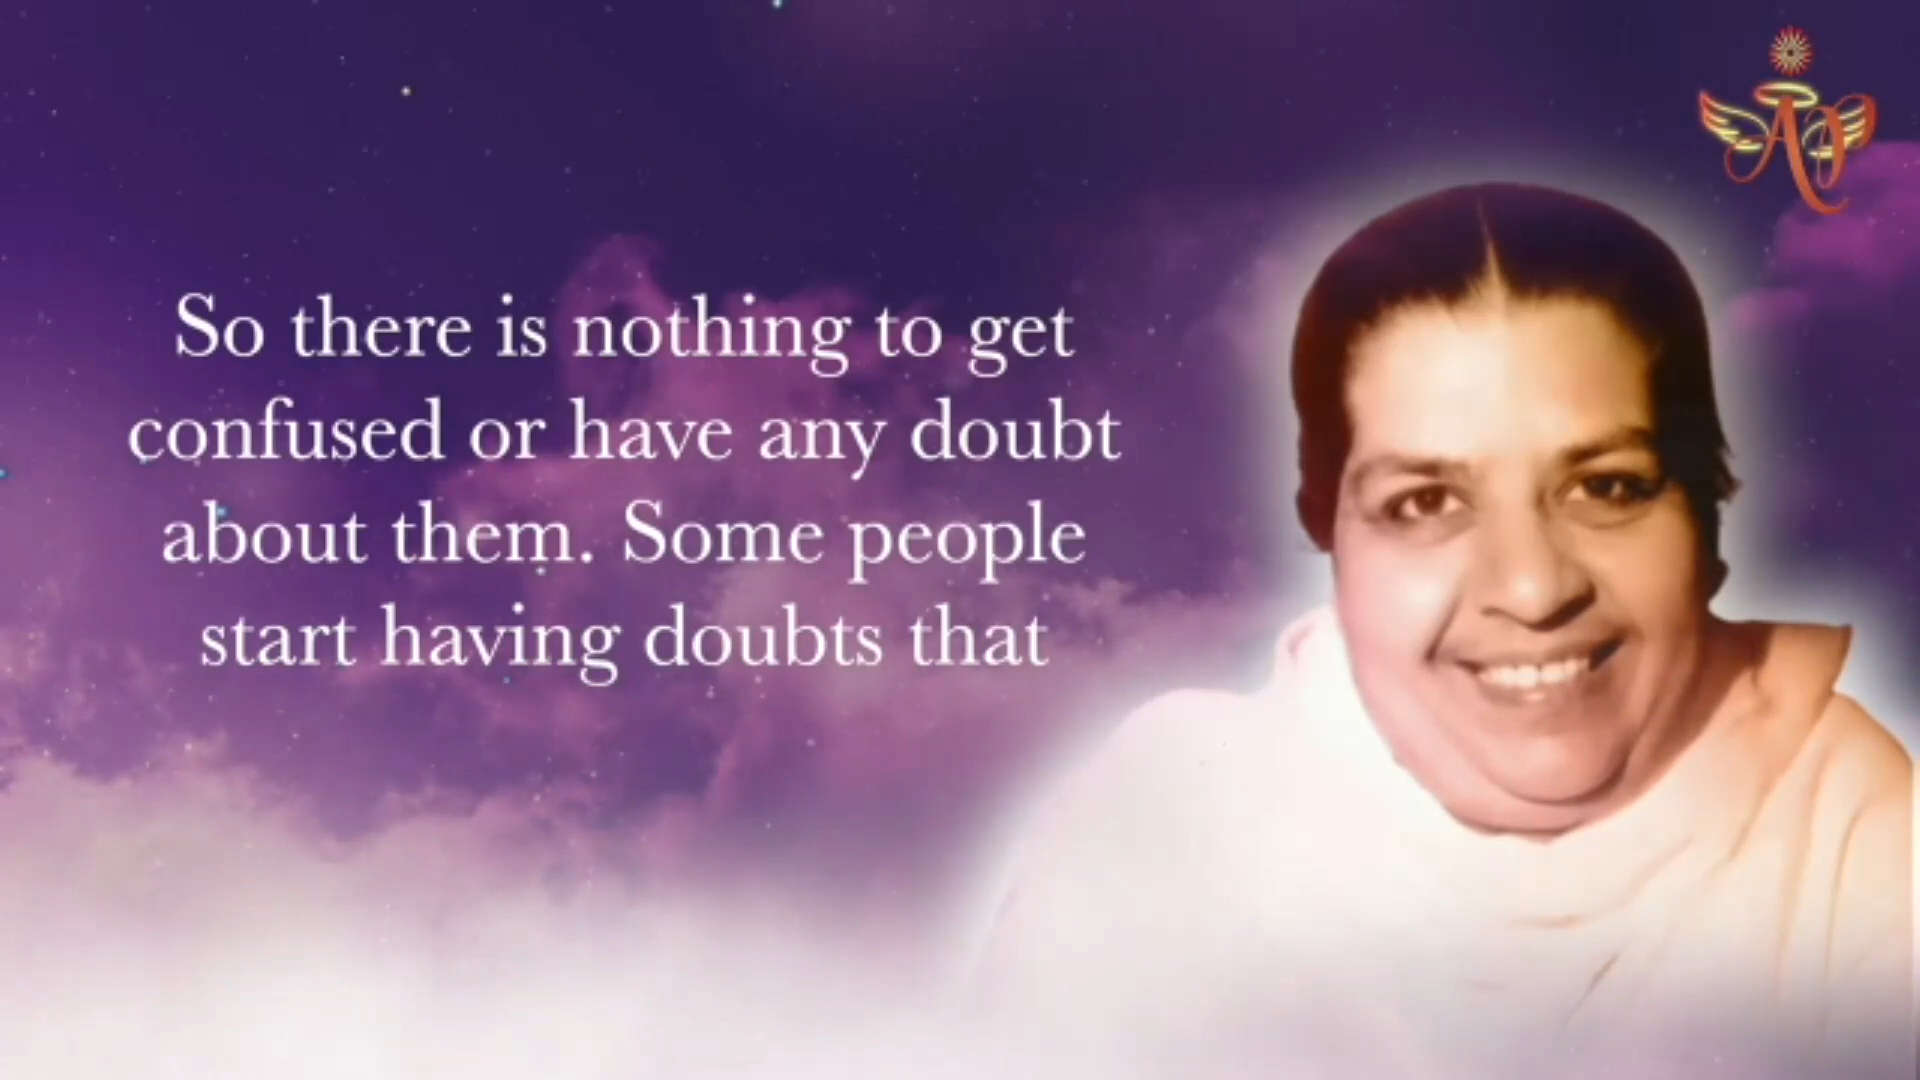 So there is nothing to get
confused or have any doubt
about them. Some people
start having doubts that